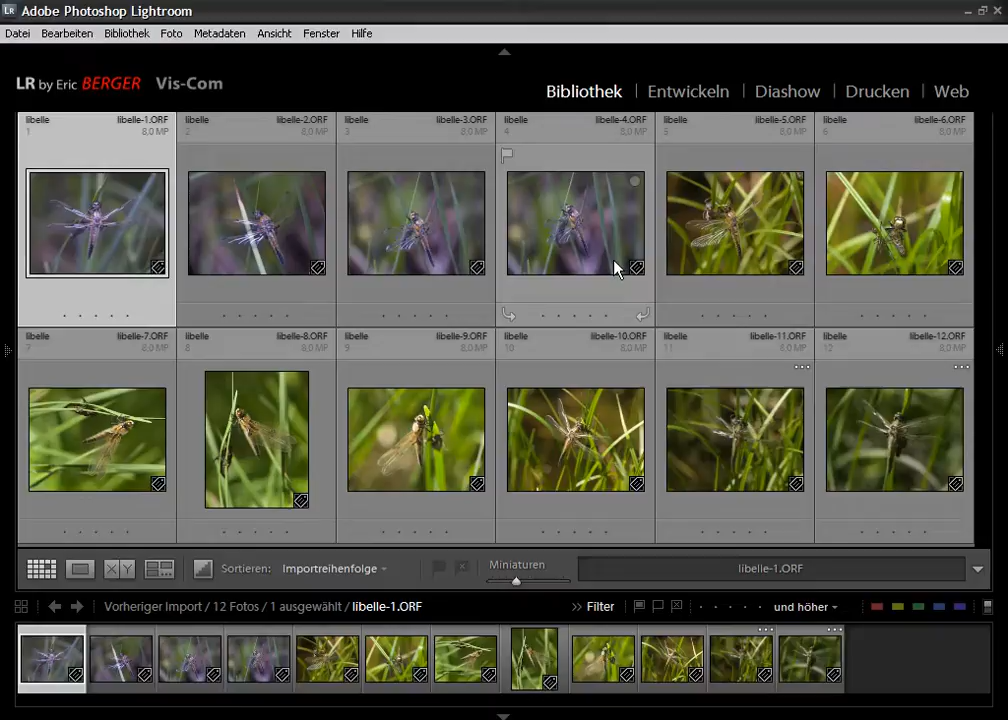 LR Adobe Photoshop Lightroom
Datei Bearbeiten Bibliothek Foto Metadaten Ansicht Fenster Hilfe
LR by Eric BERGER Vis-Com
Bibliothek Entwickeln Diashow Drucken Web
libelle libelle-1.ORF libelle libelle-2.ORF libelle libelle-3.ORF libelle libelle-4.ORF libelle libelle-5.ORF libelle libelle-6.ORF
1 8,0 MP 2 8,0 MP 3 8,0 MP 4 8,0 MP 5 8,0 MP 6 8,0 MP
libelle libelle-7.ORF libelle libelle-8.ORF libelle libelle-9.ORF libelle libelle-10.ORF libelle libelle-11.ORF libelle libelle-12.ORF
7 8,0 MP 8 8,0 MP 9 8,0 MP 10 8,0 MP 11 8,0 MP 12 8,0 MP
X Y Sortieren: Importreihenfolge Miniaturen libelle-1.ORF
Vorheriger Import / 12 Fotos / 1 ausgewählt / libelle-1.ORF Filter und höher